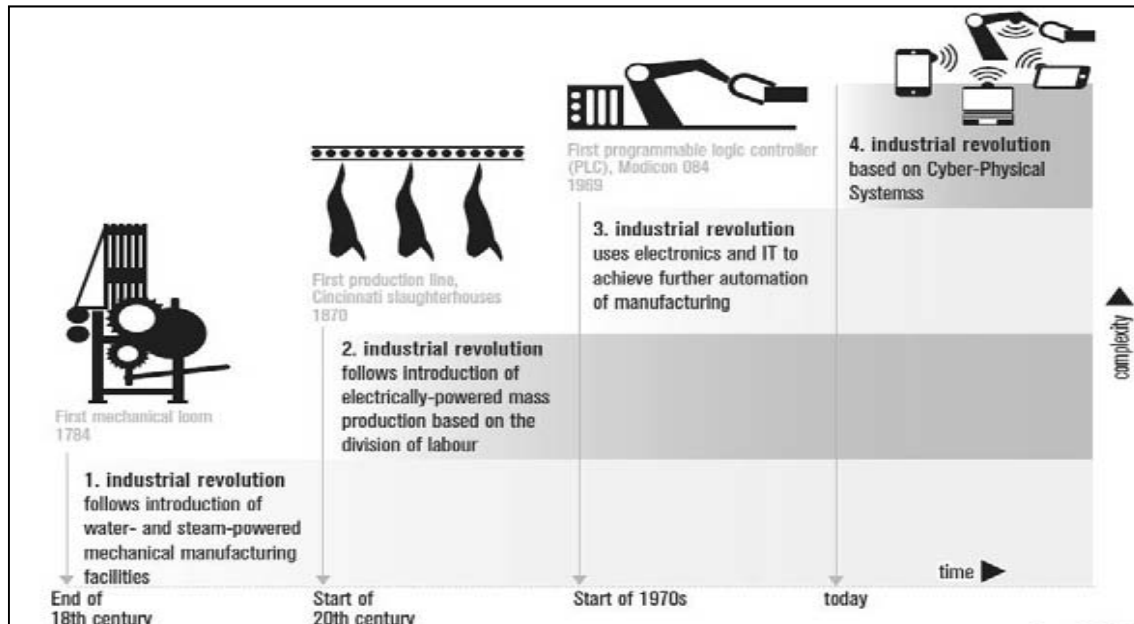 First mechanical loom
1784
1. industrial revolution
follows introduction of
water- and steam-powered
mechanical manufacturing
facilities
End of
18th century
First production line,
Cincinnati slaughterhouses
1870
2. industrial revolution
follows introduction of
electrically-powered mass
production based on the
division of labour
Start of
20th century
First programmable logic controller
(PLC), Modicon 084
1969
3. industrial revolution
uses electronics and IT to
achieve further automation
of manufacturing
Start of 1970s
4. industrial revolution
based on Cyber-Physical
Systemss
today
time
complexity